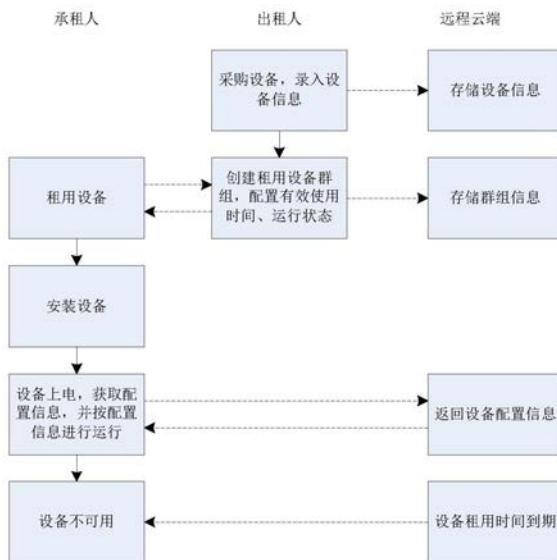 承租人
出租人
远程云端
采购设备，录入设
备信息
存储设备信息
租用设备
创建租用设备群
组，配置有效使用
时间、运行状态
存储群组信息
安装设备
设备上电，获取配
置信息，并按配置
信息进行运行
返回设备配置信息
设备不可用
设备租用时间到期